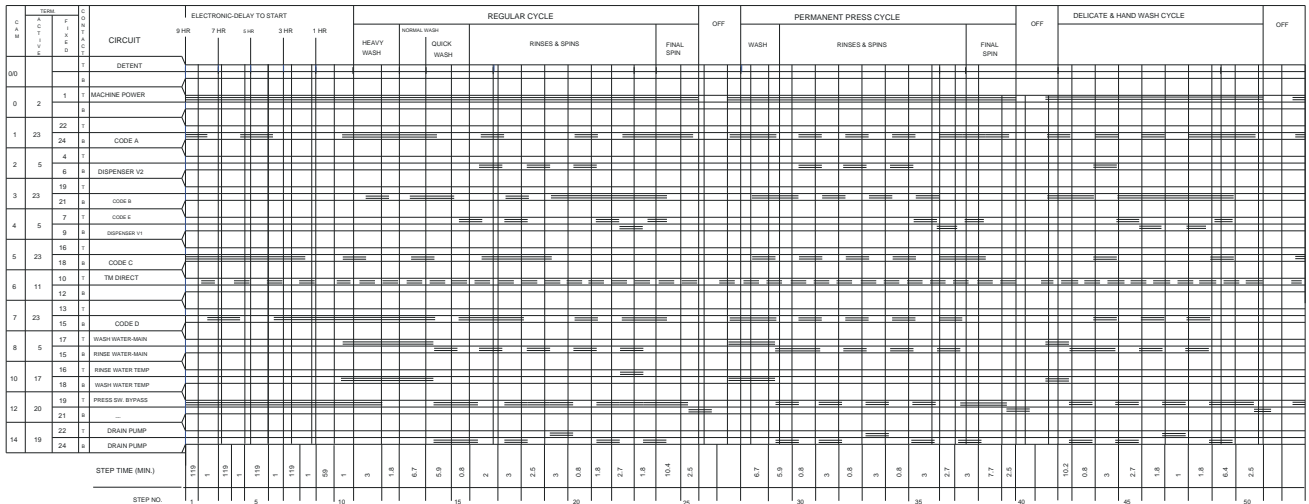 TERM.
CAM
ACTIVE
FIXED
CONTACT
CIRCUIT
ELECTRONIC-DELAY TO START
REGULAR CYCLE
OFF
PERMANENT PRESS CYCLE
OFF
DELICATE & HAND WASH CYCLE
OFF
9 HR 7 HR 5 HR 3 HR 1 HR
NORMAL WASH
HEAVY WASH
QUICK WASH
RINSES & SPINS
FINAL SPIN
WASH
RINSES & SPINS
FINAL SPIN
0/0 T DETENT
B
0 2 1 T MACHINE POWER
B
1 23 22 T
24 B CODE A
2 5 4 T
6 B DISPENSER V2
3 23 19 T
21 B CODE B
4 5 7 T CODE E
9 B DISPENSER V1
5 23 16 T
18 B CODE C
6 11 10 T TM DIRECT
12 B
7 23 13 T
15 B CODE D
8 5 17 T WASH WATER-MAIN
15 B RINSE WATER-MAIN
10 17 16 T RINSE WATER TEMP
18 B WASH WATER TEMP
12 20 19 T PRESS SW. BYPASS
21 B ---
14 19 22 T DRAIN PUMP
24 B DRAIN PUMP
STEP TIME (MIN.) 119 1 119 1 119 1 119 1 59 1 3 1.8 6.7 5.9 0.8 2 3 2.5 3 0.8 1.8 2.7 1.8 10.4 2.5 6.7 5.9 0.8 3 3 3 0.8 3 2.7 3 7.7 2.5 10.2 0.8 3 2.7 1.8 1 1.8 6.4 2.5
STEP NO. 1 5 10 15 20 25 30 35 40 45 50